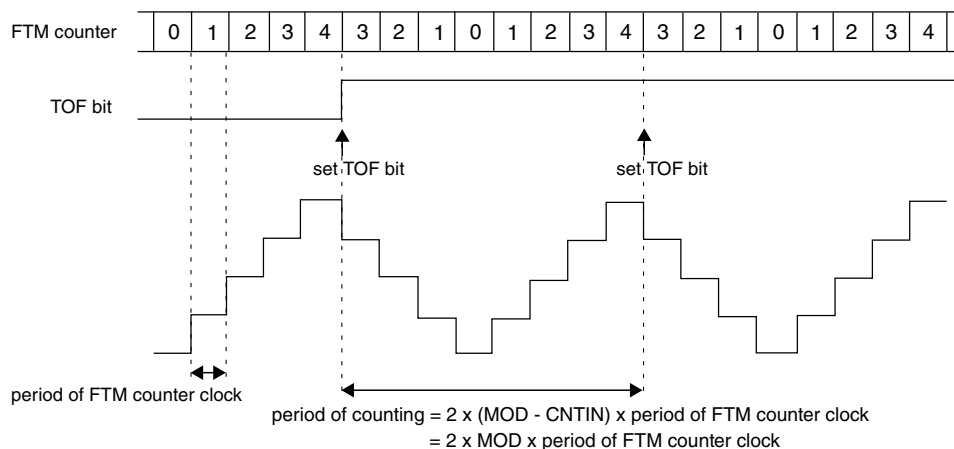 FTM counter 0 1 2 3 4 3 2 1 0 1 2 3 4 3 2 1 0 1 2 3 4
TOF bit
set TOF bit set TOF bit
period of FTM counter clock
period of counting = 2 x (MOD - CNTIN) x period of FTM counter clock
= 2 x MOD x period of FTM counter clock